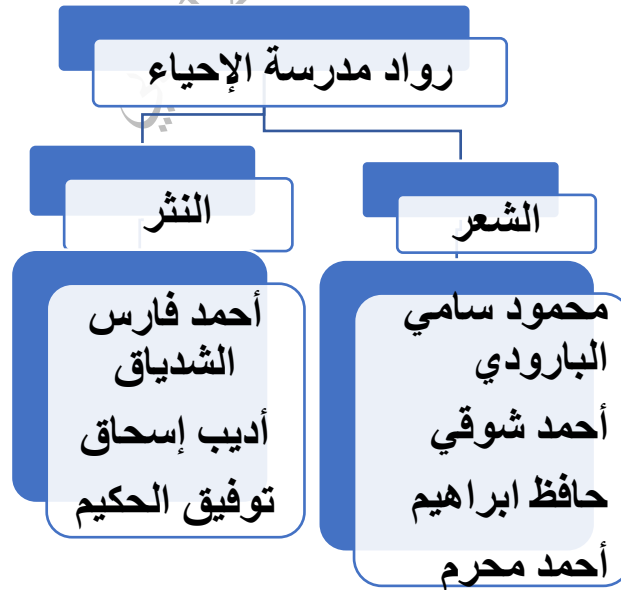 رواد مدرسة الإحياء
الشعر
محمود سامي
البارودي
أحمد شوقي
حافظ ابراهيم
أحمد محرم
النثر
أحمد فارس
الشدياق
أديب إسحاق
توفيق الحكيم